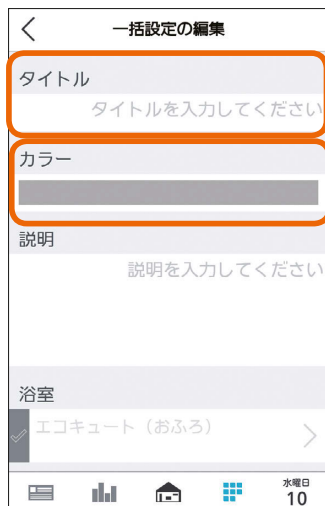 一括設定の編集
タイトル
タイトルを入力してください
カラー
説明
説明を入力してください
浴室
エコキュート（おふろ）
水曜日
10